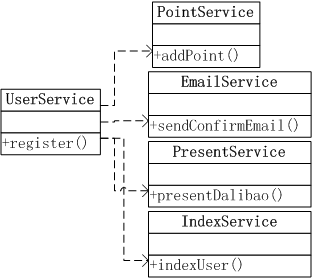 PointService
+addPoint()
EmailService
+sendConfirmEmail()
UserService
+register()
PresentService
+presentDalibao()
IndexService
+indexUser()